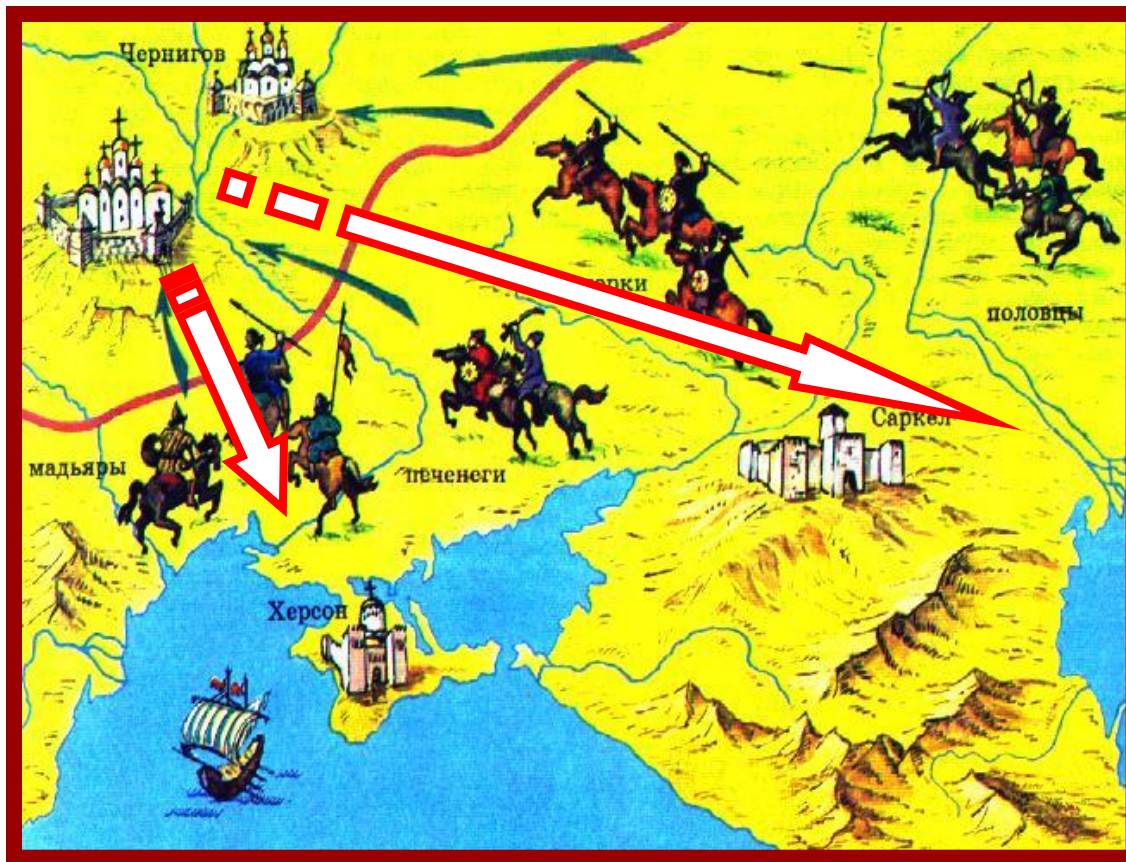 Чернигов
половцы
Саркел
мадьяры
печенеги
Херсон